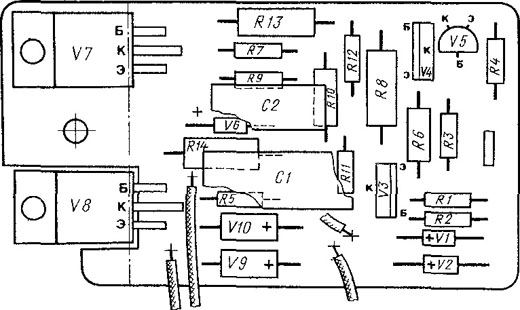 R13
Б
V7
К
Э
R7
R9
R12
R10
C2
R8
Б
К
V4
Э
К
Э
V5
Б
R4
+
V6
R14
R6
R3
C1
R11
Э
К
V3
Б
Б
V8
К
Э
R5
R1
R2
V10 +
+V1
+
+
+
V9 +
+V2